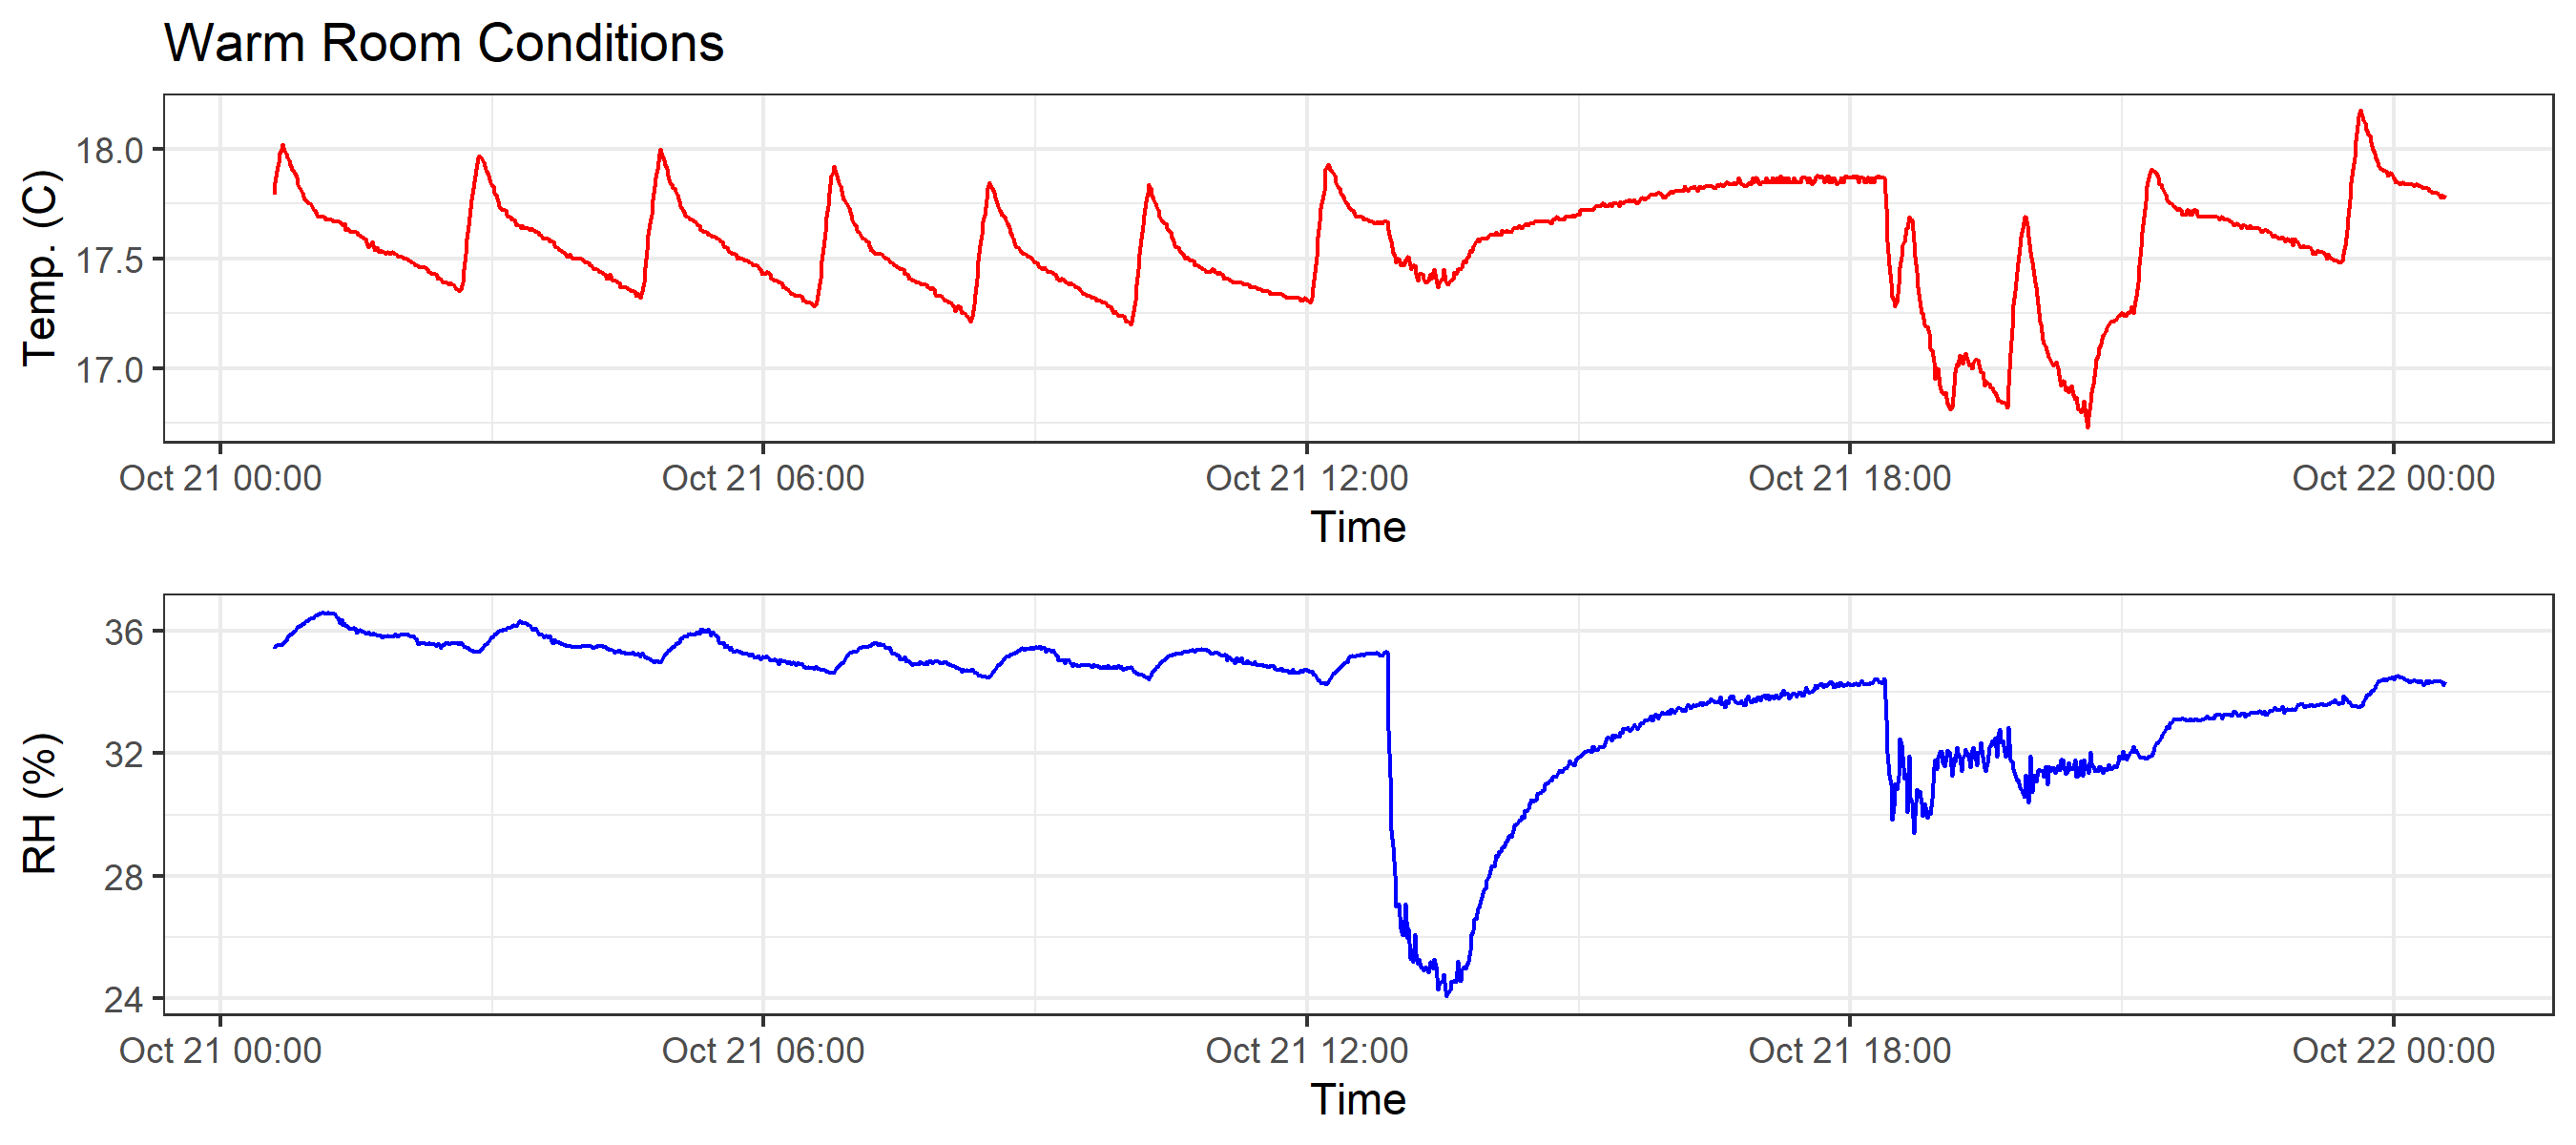 Warm Room Conditions
Temp. (C)
18.0
17.5
17.0
Oct 21 00:00 Oct 21 06:00 Oct 21 12:00 Oct 21 18:00 Oct 22 00:00
Time
RH (%)
36
32
28
24
Oct 21 00:00 Oct 21 06:00 Oct 21 12:00 Oct 21 18:00 Oct 22 00:00
Time